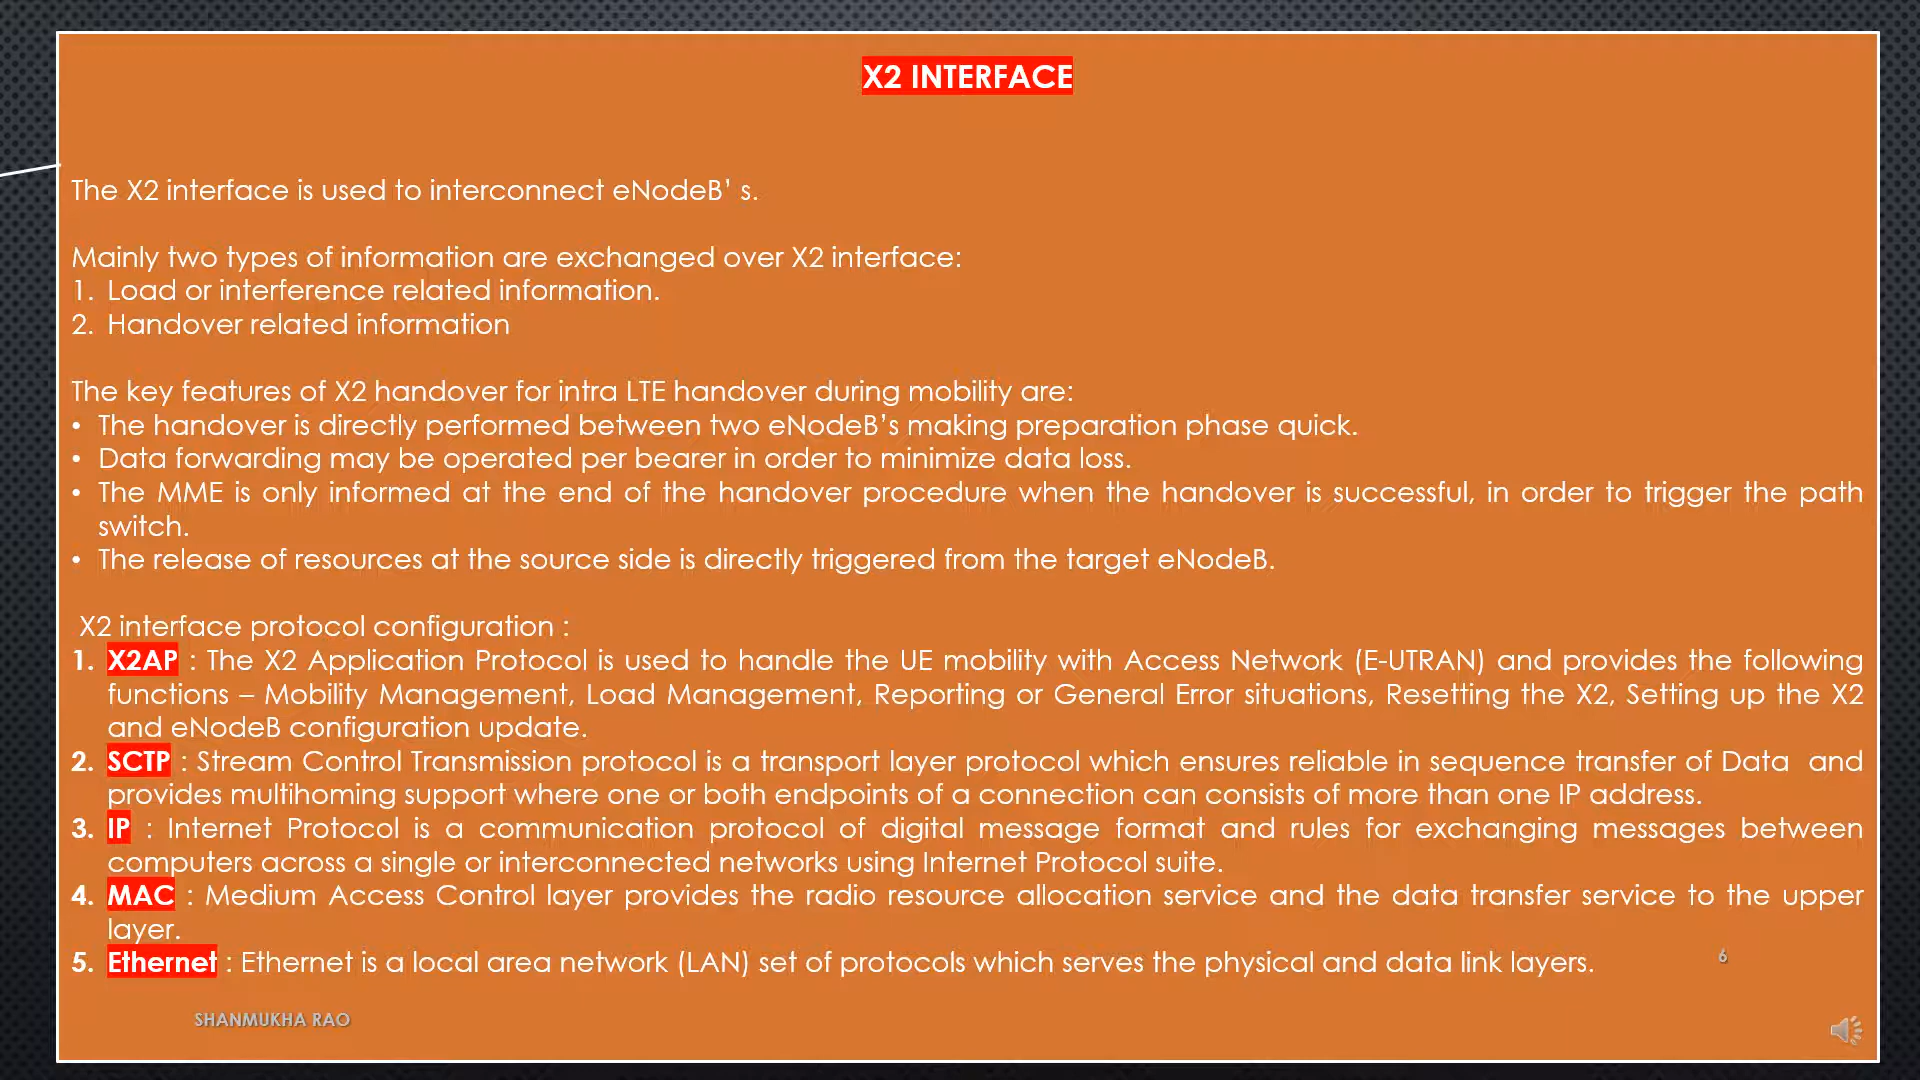 X2 INTERFACE
The X2 interface is used to interconnect eNodeB' s.
Mainly two types of information are exchanged over X2 interface:
1. Load or interference related information.
2. Handover related information
The key features of X2 handover for intra LTE handover during mobility are:
• The handover is directly performed between two eNodeB's making preparation phase quick.
• Data forwarding may be operated per bearer in order to minimize data loss.
• The MME is only informed at the end of the handover procedure when the handover is successful, in order to trigger the path
switch.
• The release of resources at the source side is directly triggered from the target eNodeB.
X2 interface protocol configuration :
1. X2AP : The X2 Application Protocol is used to handle the UE mobility with Access Network (E-UTRAN) and provides the following
functions – Mobility Management, Load Management, Reporting or General Error situations, Resetting the X2, Setting up the X2
and eNodeB configuration update.
2. SCTP : Stream Control Transmission protocol is a transport layer protocol which ensures reliable in sequence transfer of Data and
provides multihoming support where one or both endpoints of a connection can consists of more than one IP address.
3. IP : Internet Protocol is a communication protocol of digital message format and rules for exchanging messages between
computers across a single or interconnected networks using Internet Protocol suite.
4. MAC : Medium Access Control layer provides the radio resource allocation service and the data transfer service to the upper
layer.
5. Ethernet : Ethernet is a local area network (LAN) set of protocols which serves the physical and data link layers.
6
SHANMUKHA RAO